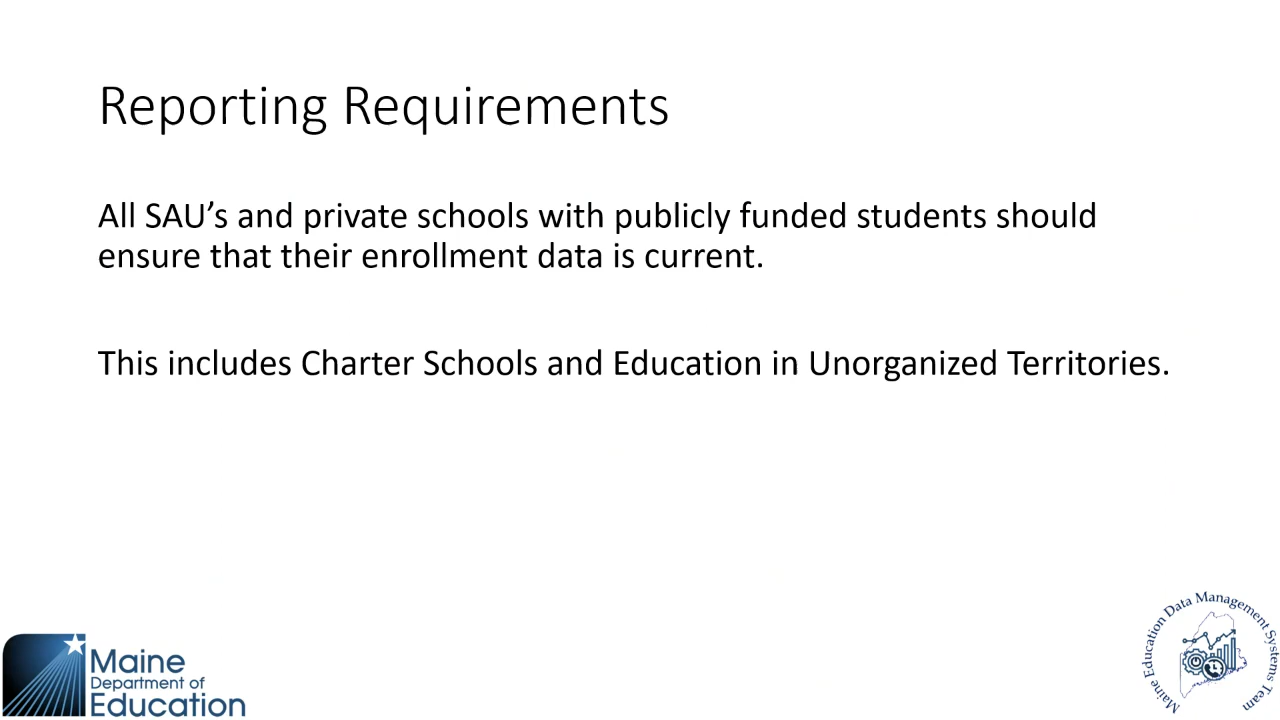 Reporting Requirements
All SAU’s and private schools with publicly funded students should
ensure that their enrollment data is current.
This includes Charter Schools and Education in Unorganized Territories.
Maine
Department of
Education
Maine Education Data Management Systems Team